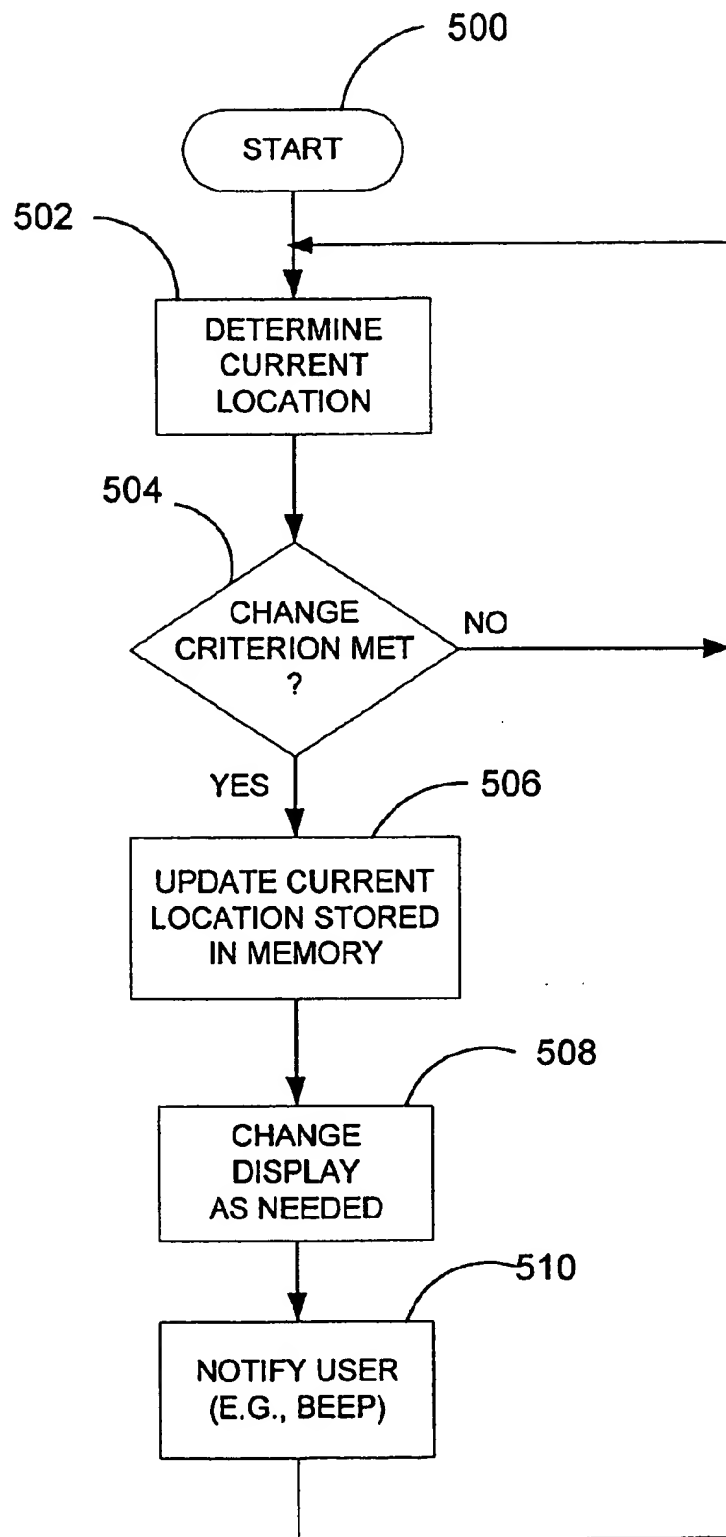 500
START
502
DETERMINE
CURRENT
LOCATION
504
CHANGE
CRITERION MET
?
NO
YES
506
UPDATE CURRENT
LOCATION STORED
IN MEMORY
508
CHANGE
DISPLAY
AS NEEDED
510
NOTIFY USER
(E.G., BEEP)